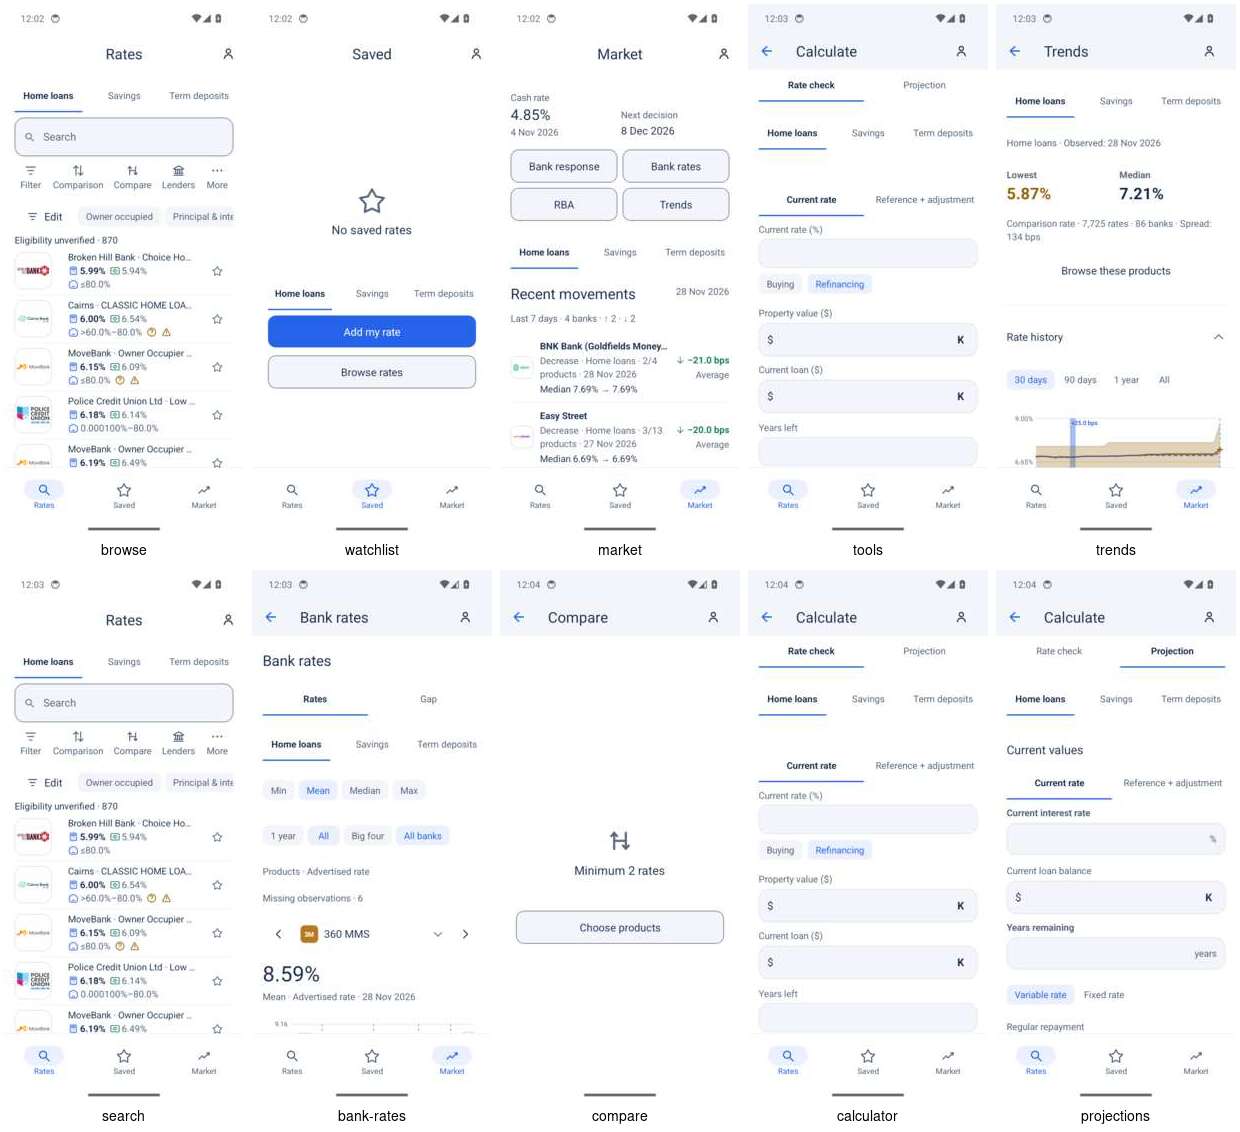 12:02
Rates
Home loans Savings Term deposits
Search
Filter Comparison Compare Lenders More
Edit Owner occupied Principal & inte
Eligibility unverified · 870
Broken Hill Bank · Choice Ho...
5.99% 5.94%
≤80.0%
Cairns · CLASSIC HOME LOA...
6.00% 6.54%
>60.0%–80.0%
MoveBank · Owner Occupier ...
6.15% 6.09%
≤80.0%
Police Credit Union Ltd · Low ...
6.18% 6.14%
0.000100%–80.0%
MoveBank · Owner Occupier ...
6.19% 6.49%
Rates Saved Market
browse
12:02
Saved
No saved rates
Home loans Savings Term deposits
Add my rate
Browse rates
Rates Saved Market
watchlist
12:02
Market
Cash rate
4.85%
4 Nov 2026
Next decision
8 Dec 2026
Bank response Bank rates
RBA Trends
Home loans Savings Term deposits
Recent movements 28 Nov 2026
Last 7 days · 4 banks · ↑ 2 · ↓ 2
BNK Bank (Goldfields Money...
Decrease · Home loans · 2/4 ↓ −21.0 bps
products · 28 Nov 2026 Average
Median 7.69% → 7.69%
Easy Street
Decrease · Home loans · 3/13 ↓ −20.0 bps
products · 27 Nov 2026 Average
Median 6.69% → 6.69%
Rates Saved Market
market
12:03
Calculate
Rate check Projection
Home loans Savings Term deposits
Current rate Reference + adjustment
Current rate (%)
Buying Refinancing
Property value ($)
$ K
Current loan ($)
$ K
Years left
Rates Saved Market
tools
12:03
Trends
Home loans Savings Term deposits
Home loans · Observed: 28 Nov 2026
Lowest Median
5.87% 7.21%
Comparison rate · 7,725 rates · 86 banks · Spread:
134 bps
Browse these products
Rate history
30 days 90 days 1 year All
9.00%
+25.0 bps
6.65%
Rates Saved Market
trends
12:03
Rates
Home loans Savings Term deposits
Search
Filter Comparison Compare Lenders More
Edit Owner occupied Principal & inte
Eligibility unverified · 870
Broken Hill Bank · Choice Ho...
5.99% 5.94%
≤80.0%
Cairns · CLASSIC HOME LOA...
6.00% 6.54%
>60.0%–80.0%
MoveBank · Owner Occupier ...
6.15% 6.09%
≤80.0%
Police Credit Union Ltd · Low ...
6.18% 6.14%
0.000100%–80.0%
MoveBank · Owner Occupier ...
6.19% 6.49%
Rates Saved Market
search
12:03
Bank rates
Bank rates
Rates Gap
Home loans Savings Term deposits
Min Mean Median Max
1 year All Big four All banks
Products · Advertised rate
Missing observations · 6
3M 360 MMS
8.59%
Mean · Advertised rate · 28 Nov 2026
9.16
Rates Saved Market
bank-rates
12:04
Compare
Minimum 2 rates
Choose products
Rates Saved Market
compare
12:04
Calculate
Rate check Projection
Home loans Savings Term deposits
Current rate Reference + adjustment
Current rate (%)
Buying Refinancing
Property value ($)
$ K
Current loan ($)
$ K
Years left
Rates Saved Market
calculator
12:04
Calculate
Rate check Projection
Home loans Savings Term deposits
Current values
Current rate Reference + adjustment
Current interest rate
%
Current loan balance
$ K
Years remaining
years
Variable rate Fixed rate
Regular repayment
Rates Saved Market
projections